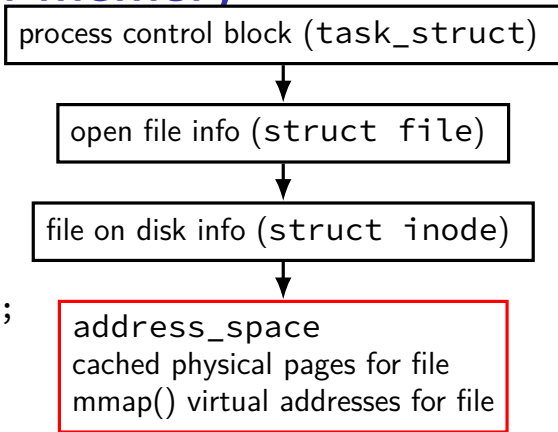 process control block (task_struct)
open file info (struct file)
file on disk info (struct inode)
;
address_space
cached physical pages for file
mmap() virtual addresses for file